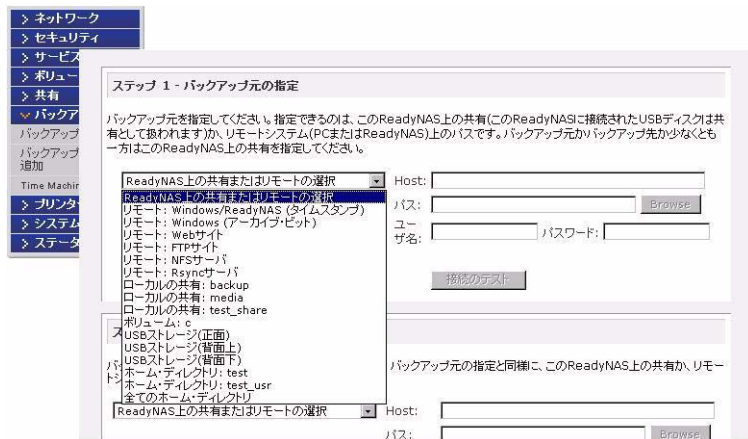 > ネットワーク
> セキュリティ
> サービス
> ボリュー
> 共有
バックア
バックアップ
バックアップ
追加
Time Machin
> プリンタ
> システム
> ステータ
ステップ 1 - バックアップ元の指定
バックアップ元を指定してください。指定できるのは、このReadyNAS上の共有(このReadyNASに接続されたUSBディスクは共
有として扱われます)か、リモートシステム(PCまたはReadyNAS)上のパスです。バックアップ元かバックアップ先か少なくとも
一方はこのReadyNAS上の共有を指定してください。
ReadyNAS上の共有またはリモートの選択 Host:
ReadyNAS上の共有またはリモートの選択
リモート: Windows/ReadyNAS (タイムスタンプ)
リモート: Windows (アーカイブ・ビット)
リモート: Webサイト
リモート: FTPサイト
リモート: NFSサーバ
リモート: Rsyncサーバ
ローカルの共有: backup
ローカルの共有: media
ローカルの共有: test_share
ボリューム: c
USBストレージ(正面)
USBストレージ(背面上)
USBストレージ(背面下)
ホーム・ディレクトリ: test
ホーム・ディレクトリ: test_usr
全てのホーム・ディレクトリ
パス: Browse
ユー
ザ名: パスワード:
接続のテスト
バックアップ元の指定と同様に、このReadyNAS上の共有か、リモー
ReadyNAS上の共有またはリモートの選択 Host:
パス: Browse